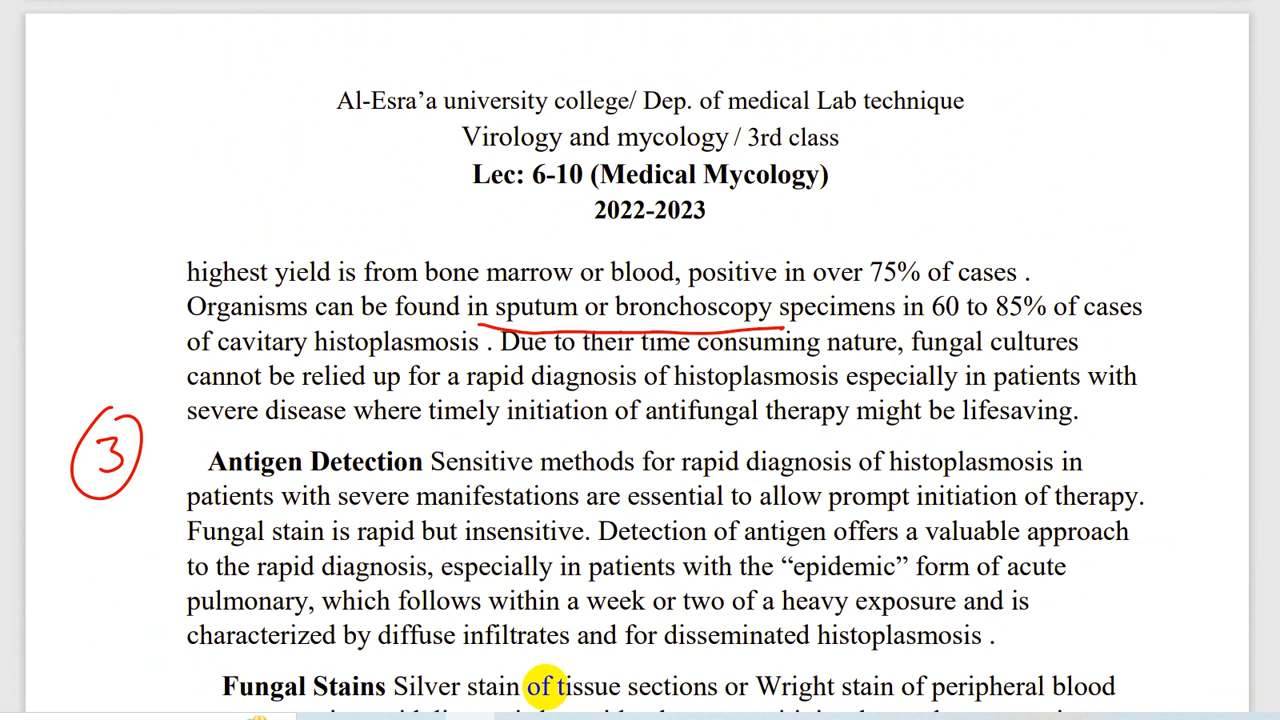 Al-Esra’a university college/ Dep. of medical Lab technique
Virology and mycology / 3rd class
Lec: 6-10 (Medical Mycology)
2022-2023
highest yield is from bone marrow or blood, positive in over 75% of cases .
Organisms can be found in sputum or bronchoscopy specimens in 60 to 85% of cases
of cavitary histoplasmosis . Due to their time consuming nature, fungal cultures
cannot be relied up for a rapid diagnosis of histoplasmosis especially in patients with
severe disease where timely initiation of antifungal therapy might be lifesaving.
3
Antigen Detection Sensitive methods for rapid diagnosis of histoplasmosis in
patients with severe manifestations are essential to allow prompt initiation of therapy.
Fungal stain is rapid but insensitive. Detection of antigen offers a valuable approach
to the rapid diagnosis, especially in patients with the “epidemic” form of acute
pulmonary, which follows within a week or two of a heavy exposure and is
characterized by diffuse infiltrates and for disseminated histoplasmosis .
Fungal Stains Silver stain of tissue sections or Wright stain of peripheral blood